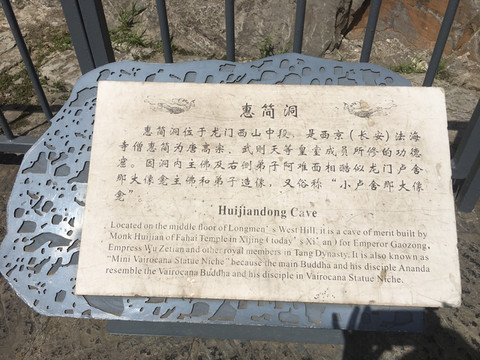 惠简洞
惠简洞位于龙门西山中段，是西京（长安）法海
寺僧惠简为唐高宗、武则天等皇室成员所修的功德
窟。因洞内主佛及右侧弟子阿难面相酷似龙门卢舍
那大像龛主佛和弟子造像，又俗称“小卢舍那大像
龛”。
Huijiandong Cave
Located on the middle floor of Longmen's West Hill, it is a cave of merit built by
Monk Huijian of Fahai Temple in Xijing (today's Xi'an) for Emperor Gaozong,
Empress Wu Zetian and other royal members in Tang Dynasty. It is also known as
"Mini Vairocana Statue Niche" because the main Buddha and his disciple Ananda
resemble the Vairocana Buddha and his disciple in Vairocana Statue Niche.